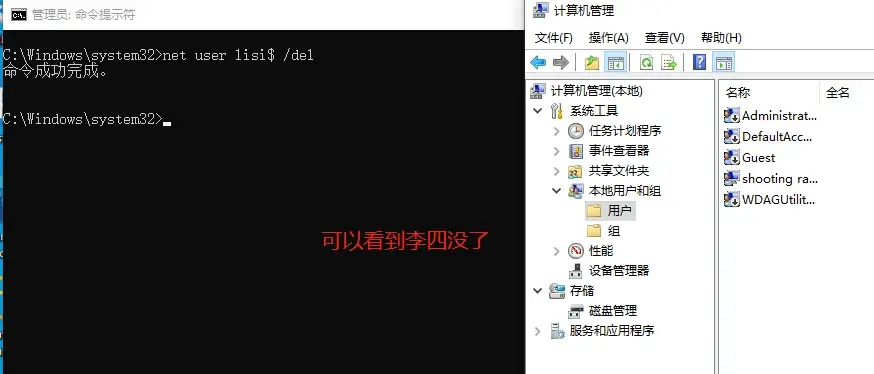 管理员: 命令提示符
C:\Windows\system32>net user lisi$ /del
命令成功完成。
C:\Windows\system32>
可以看到李四没了
计算机管理
文件(F) 操作(A) 查看(V) 帮助(H)
计算机管理(本地)
系统工具
任务计划程序
事件查看器
共享文件夹
本地用户和组
用户
组
性能
设备管理器
存储
磁盘管理
服务和应用程序
名称 全名
Administrat...
DefaultAcc...
Guest
shooting ra...
WDAGUtilit...